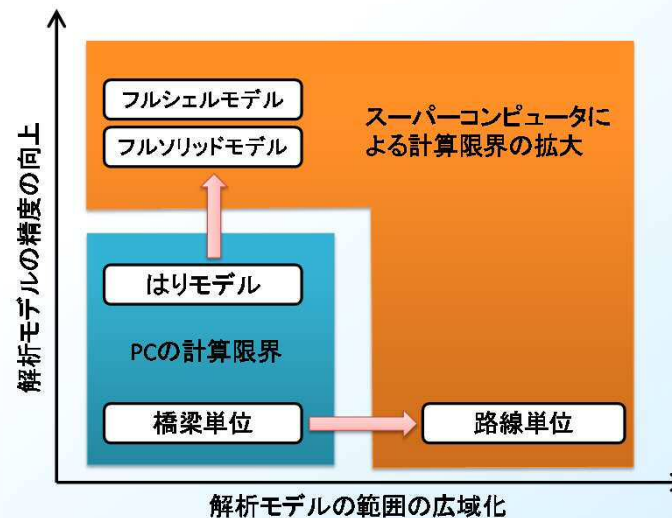 解析モデルの精度の向上
フルシェルモデル
フルソリッドモデル
スーパーコンピュータに
よる計算限界の拡大
はりモデル
PCの計算限界
橋梁単位
路線単位
解析モデルの範囲の広域化